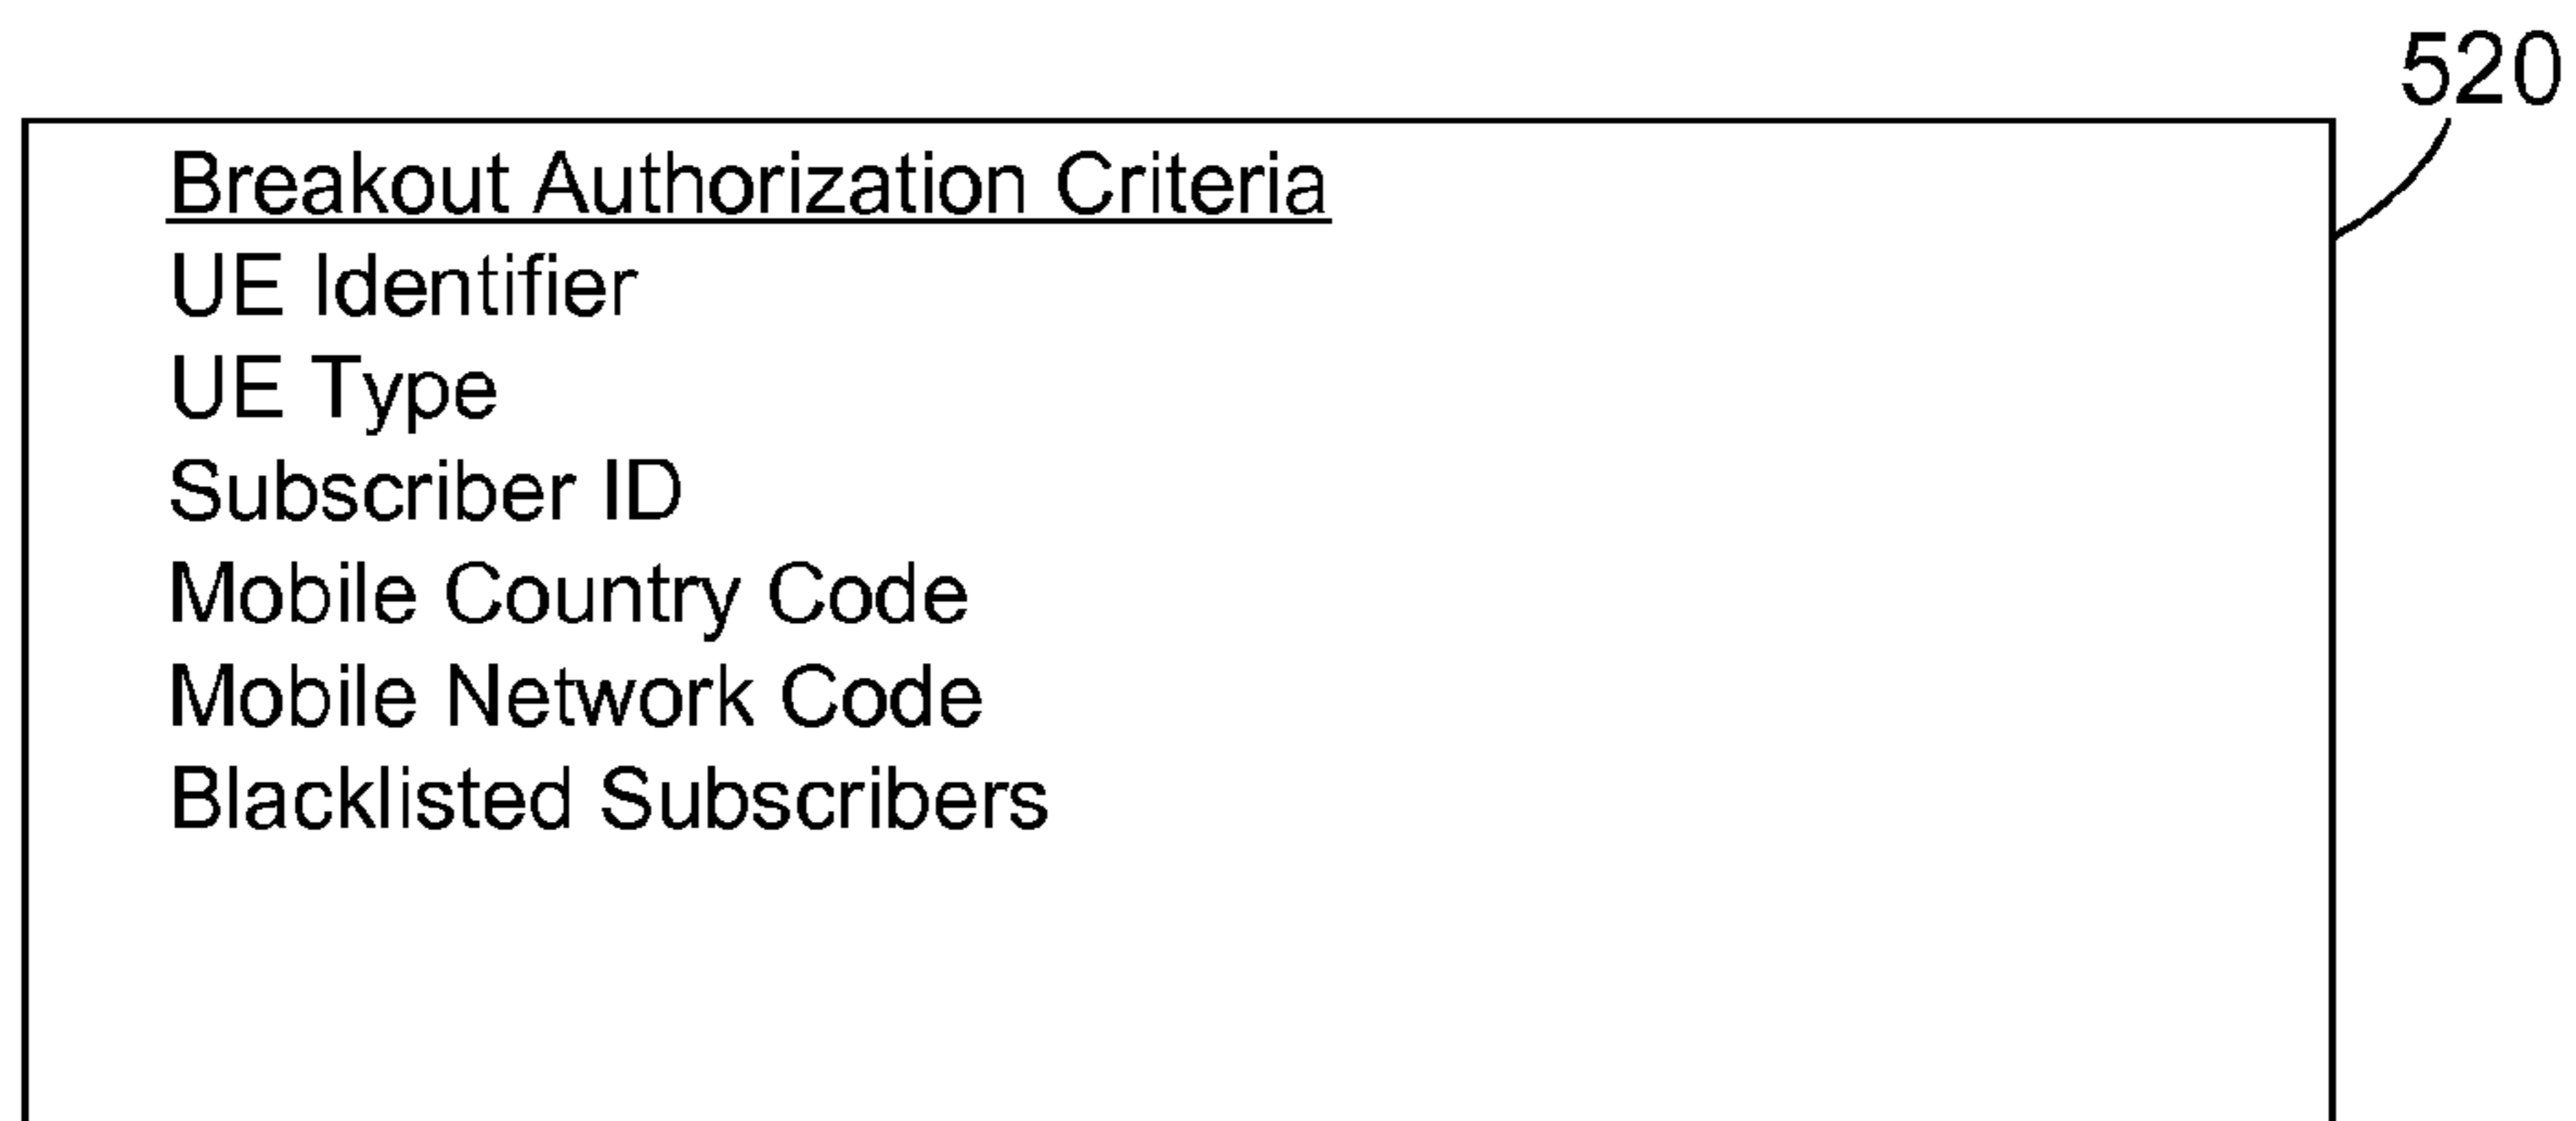 520
Breakout Authorization Criteria
UE Identifier
UE Type
Subscriber ID
Mobile Country Code
Mobile Network Code
Blacklisted Subscribers